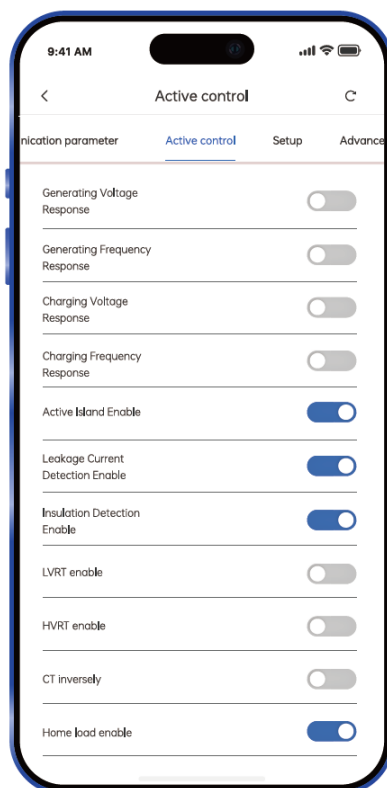 9:41 AM
Active control
nication parameter Active control Setup Advance
Generating Voltage
Response
Generating Frequency
Response
Charging Voltage
Response
Charging Frequency
Response
Active Island Enable
Leakage Current
Detection Enable
Insulation Detection
Enable
LVRT enable
HVRT enable
CT inversely
Home load enable